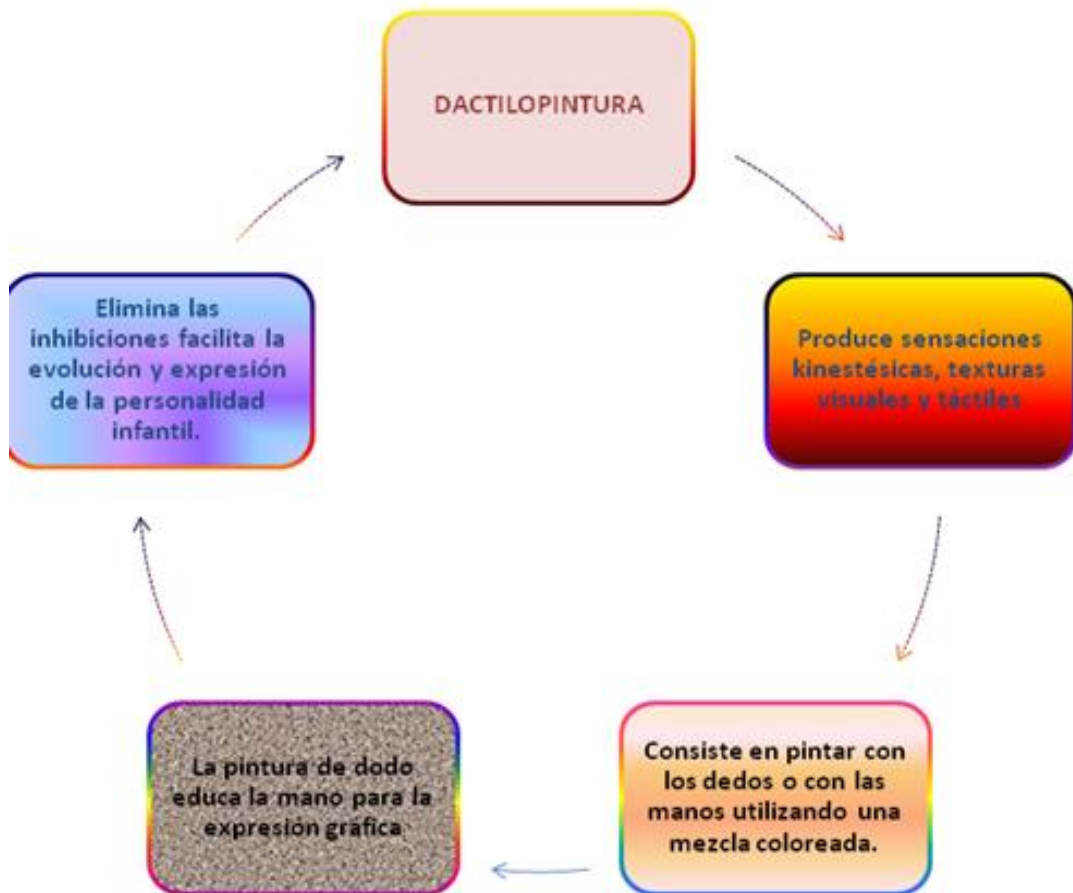 DACTILOPINTURA
Produce sensaciones
kinestésicas, texturas
visuales y táctiles
Consiste en pintar con
los dedos o con las
manos utilizando una
mezcla coloreada.
La pintura de dodo
educa la mano para la
expresión gráfica
Elimina las
inhibiciones facilita la
evolución y expresión
de la personalidad
infantil.